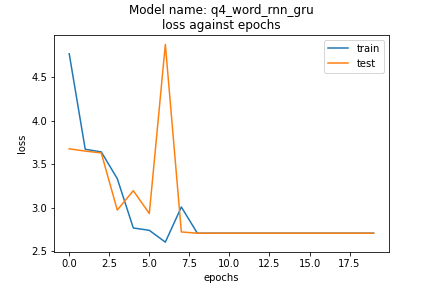 Model name: q4_word_rnn_gru
loss against epochs
train
test
4.5
4.0
3.5
3.0
2.5
loss
0.0 2.5 5.0 7.5 10.0 12.5 15.0 17.5
epochs